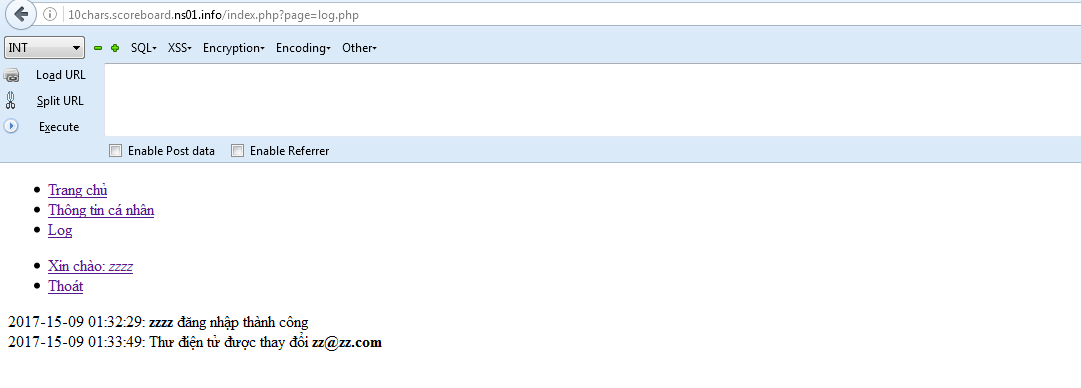 10chars.scoreboard.ns01.info/index.php?page=log.php
INT SQL XSS Encryption Encoding Other
Load URL
Split URL
Execute
Enable Post data Enable Referrer
Trang chủ
Thông tin cá nhân
Log
Xin chào: zzzz
Thoát
2017-15-09 01:32:29: zzzz đăng nhập thành công
2017-15-09 01:33:49: Thư điện tử được thay đổi zz@zz.com